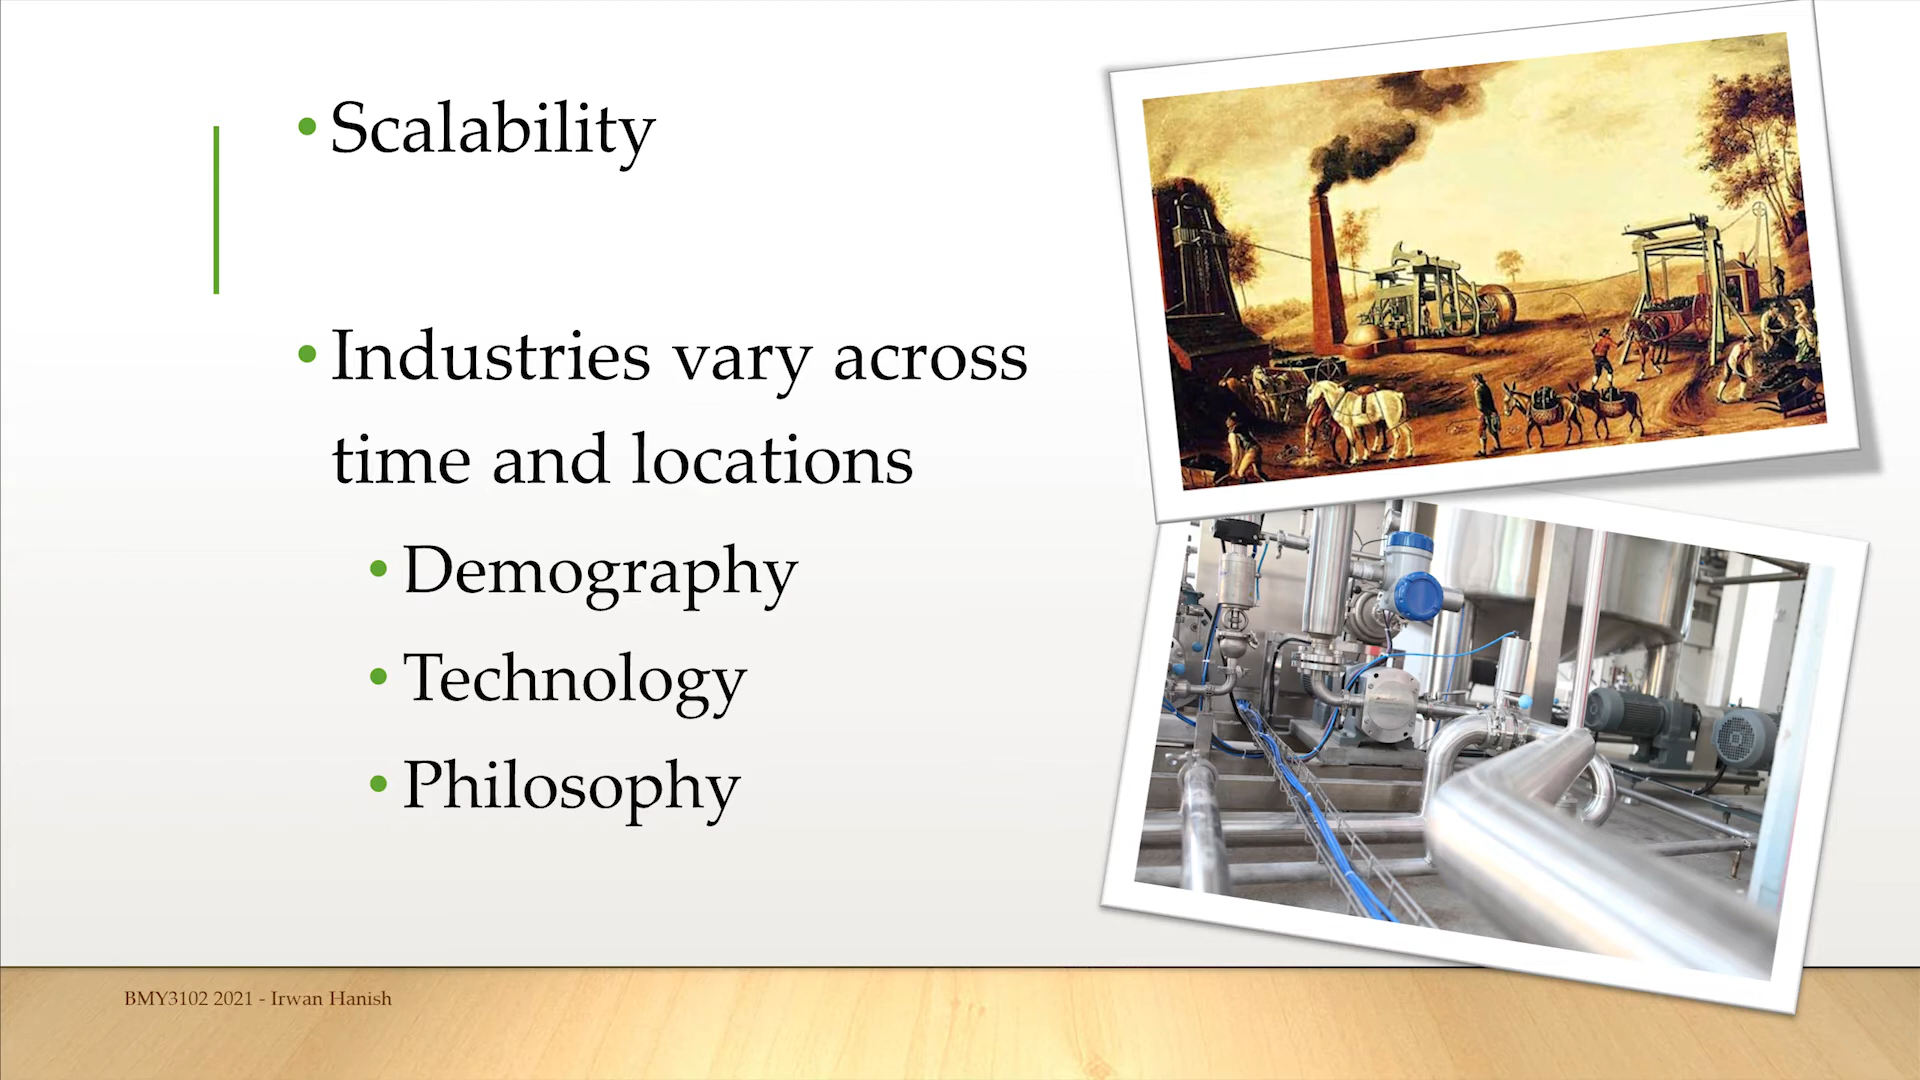 • Scalability
• Industries vary across
time and locations
• Demography
• Technology
• Philosophy
BMY3102 2021 - Irwan Hanish